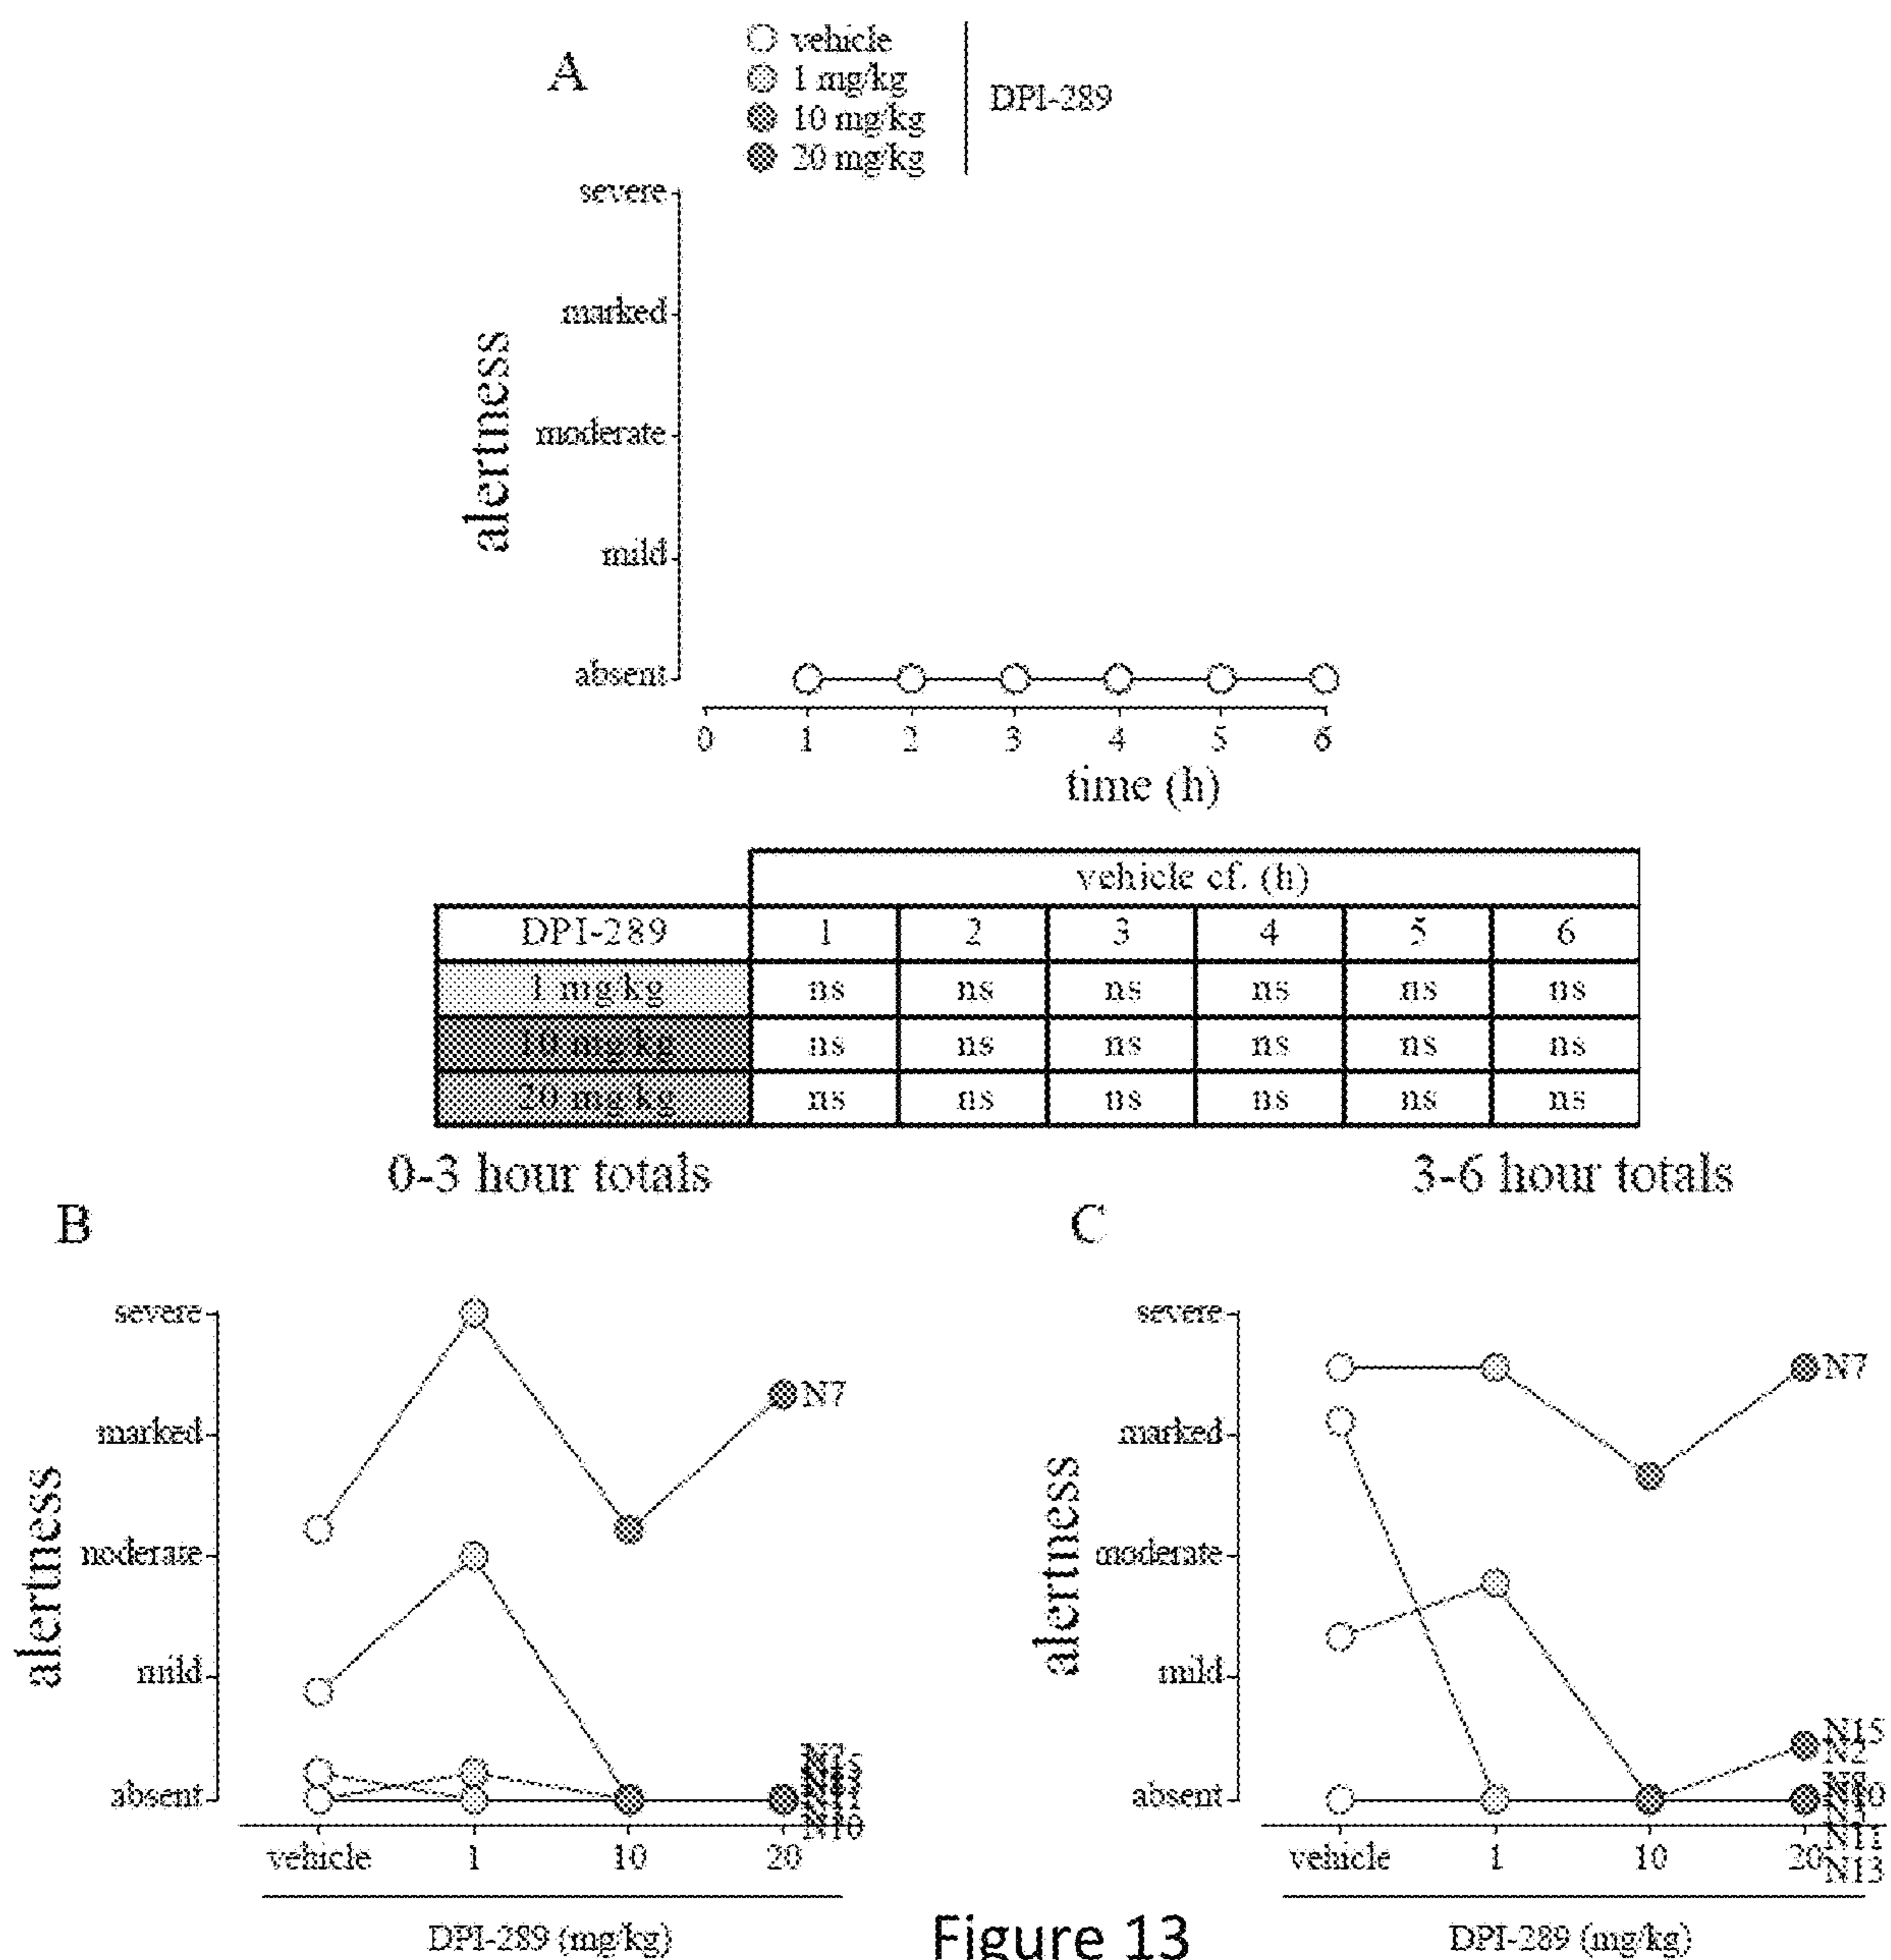 A
vehicle
1 mg/kg
10 mg/kg
20 mg/kg
DPI-289
severe
marked
moderate
mild
absent
alertness
0 1 2 3 4 5 6
time (h)
vehicle cf. (h)
DPI-289 1 2 3 4 5 6
1 mg/kg ns ns ns ns ns ns
10 mg/kg ns ns ns ns ns ns
20 mg/kg ns ns ns ns ns ns
0-3 hour totals
3-6 hour totals
B
severe
marked
moderate
mild
absent
alertness
N7
N10
vehicle 1 10 20
DPI-289 (mg/kg)
C
severe
marked
moderate
mild
absent
alertness
N7
N15
N2
N10
N11
N13
vehicle 1 10 20
DPI-289 (mg/kg)
Figure 13